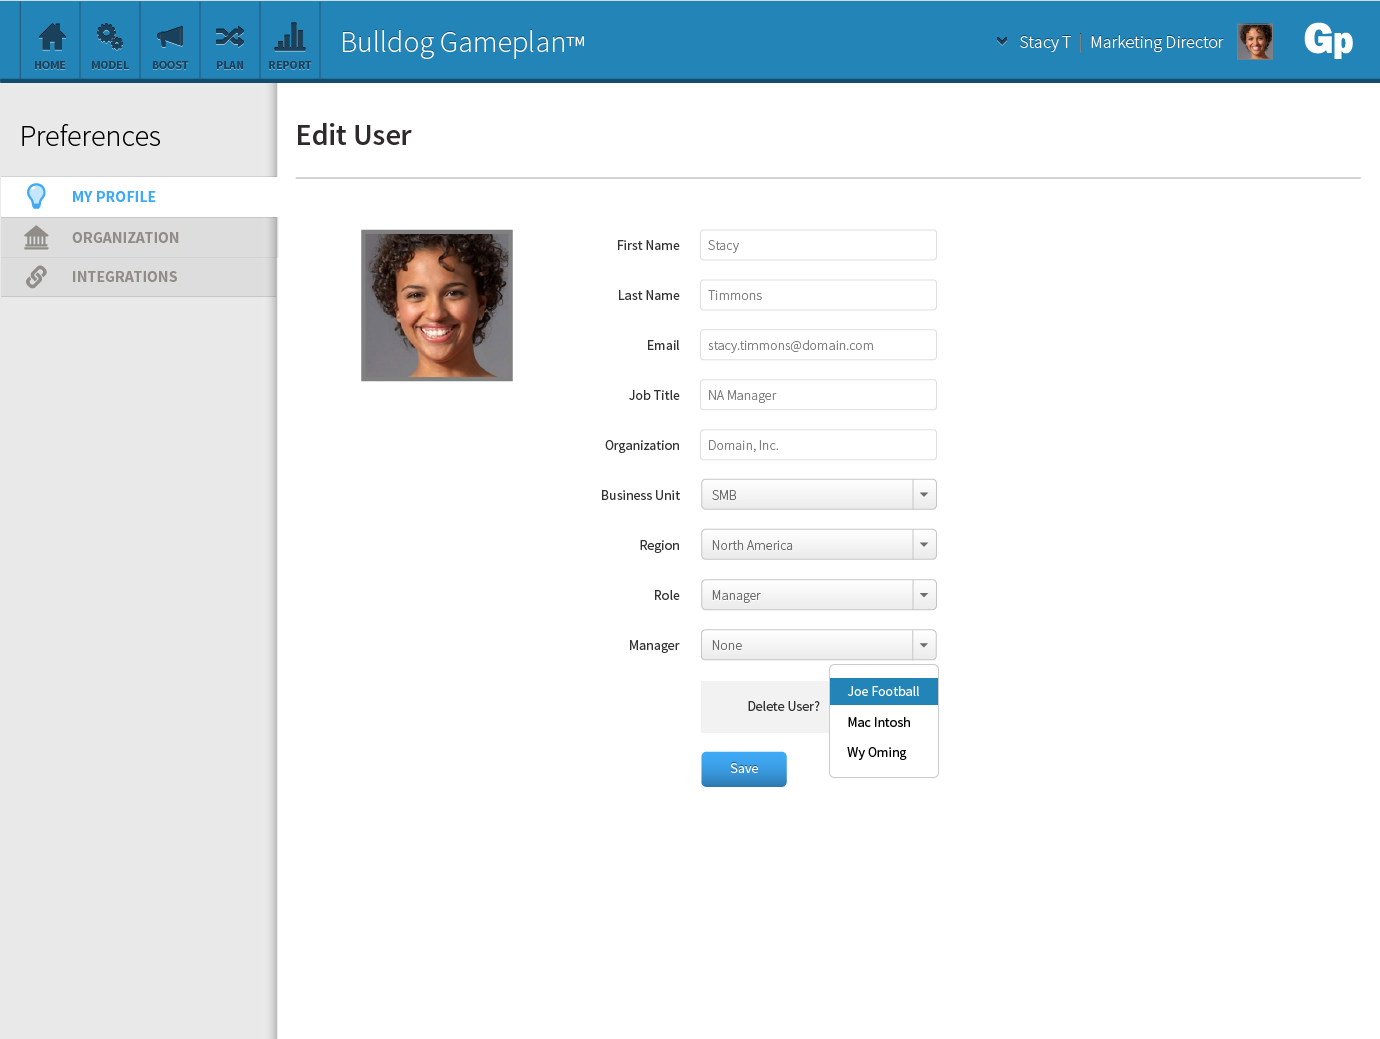 HOME
MODEL
BOOST
PLAN
REPORT
Bulldog Gameplan™
Stacy T
Marketing Director
Gp
Preferences
MY PROFILE
ORGANIZATION
INTEGRATIONS
Edit User
First Name Stacy
Last Name Timmons
Email stacy.timmons@domain.com
Job Title NA Manager
Organization Domain, Inc.
Business Unit SMB
Region North America
Role Manager
Manager None
Joe Football
Delete User?
Mac Intosh
Wy Oming
Save